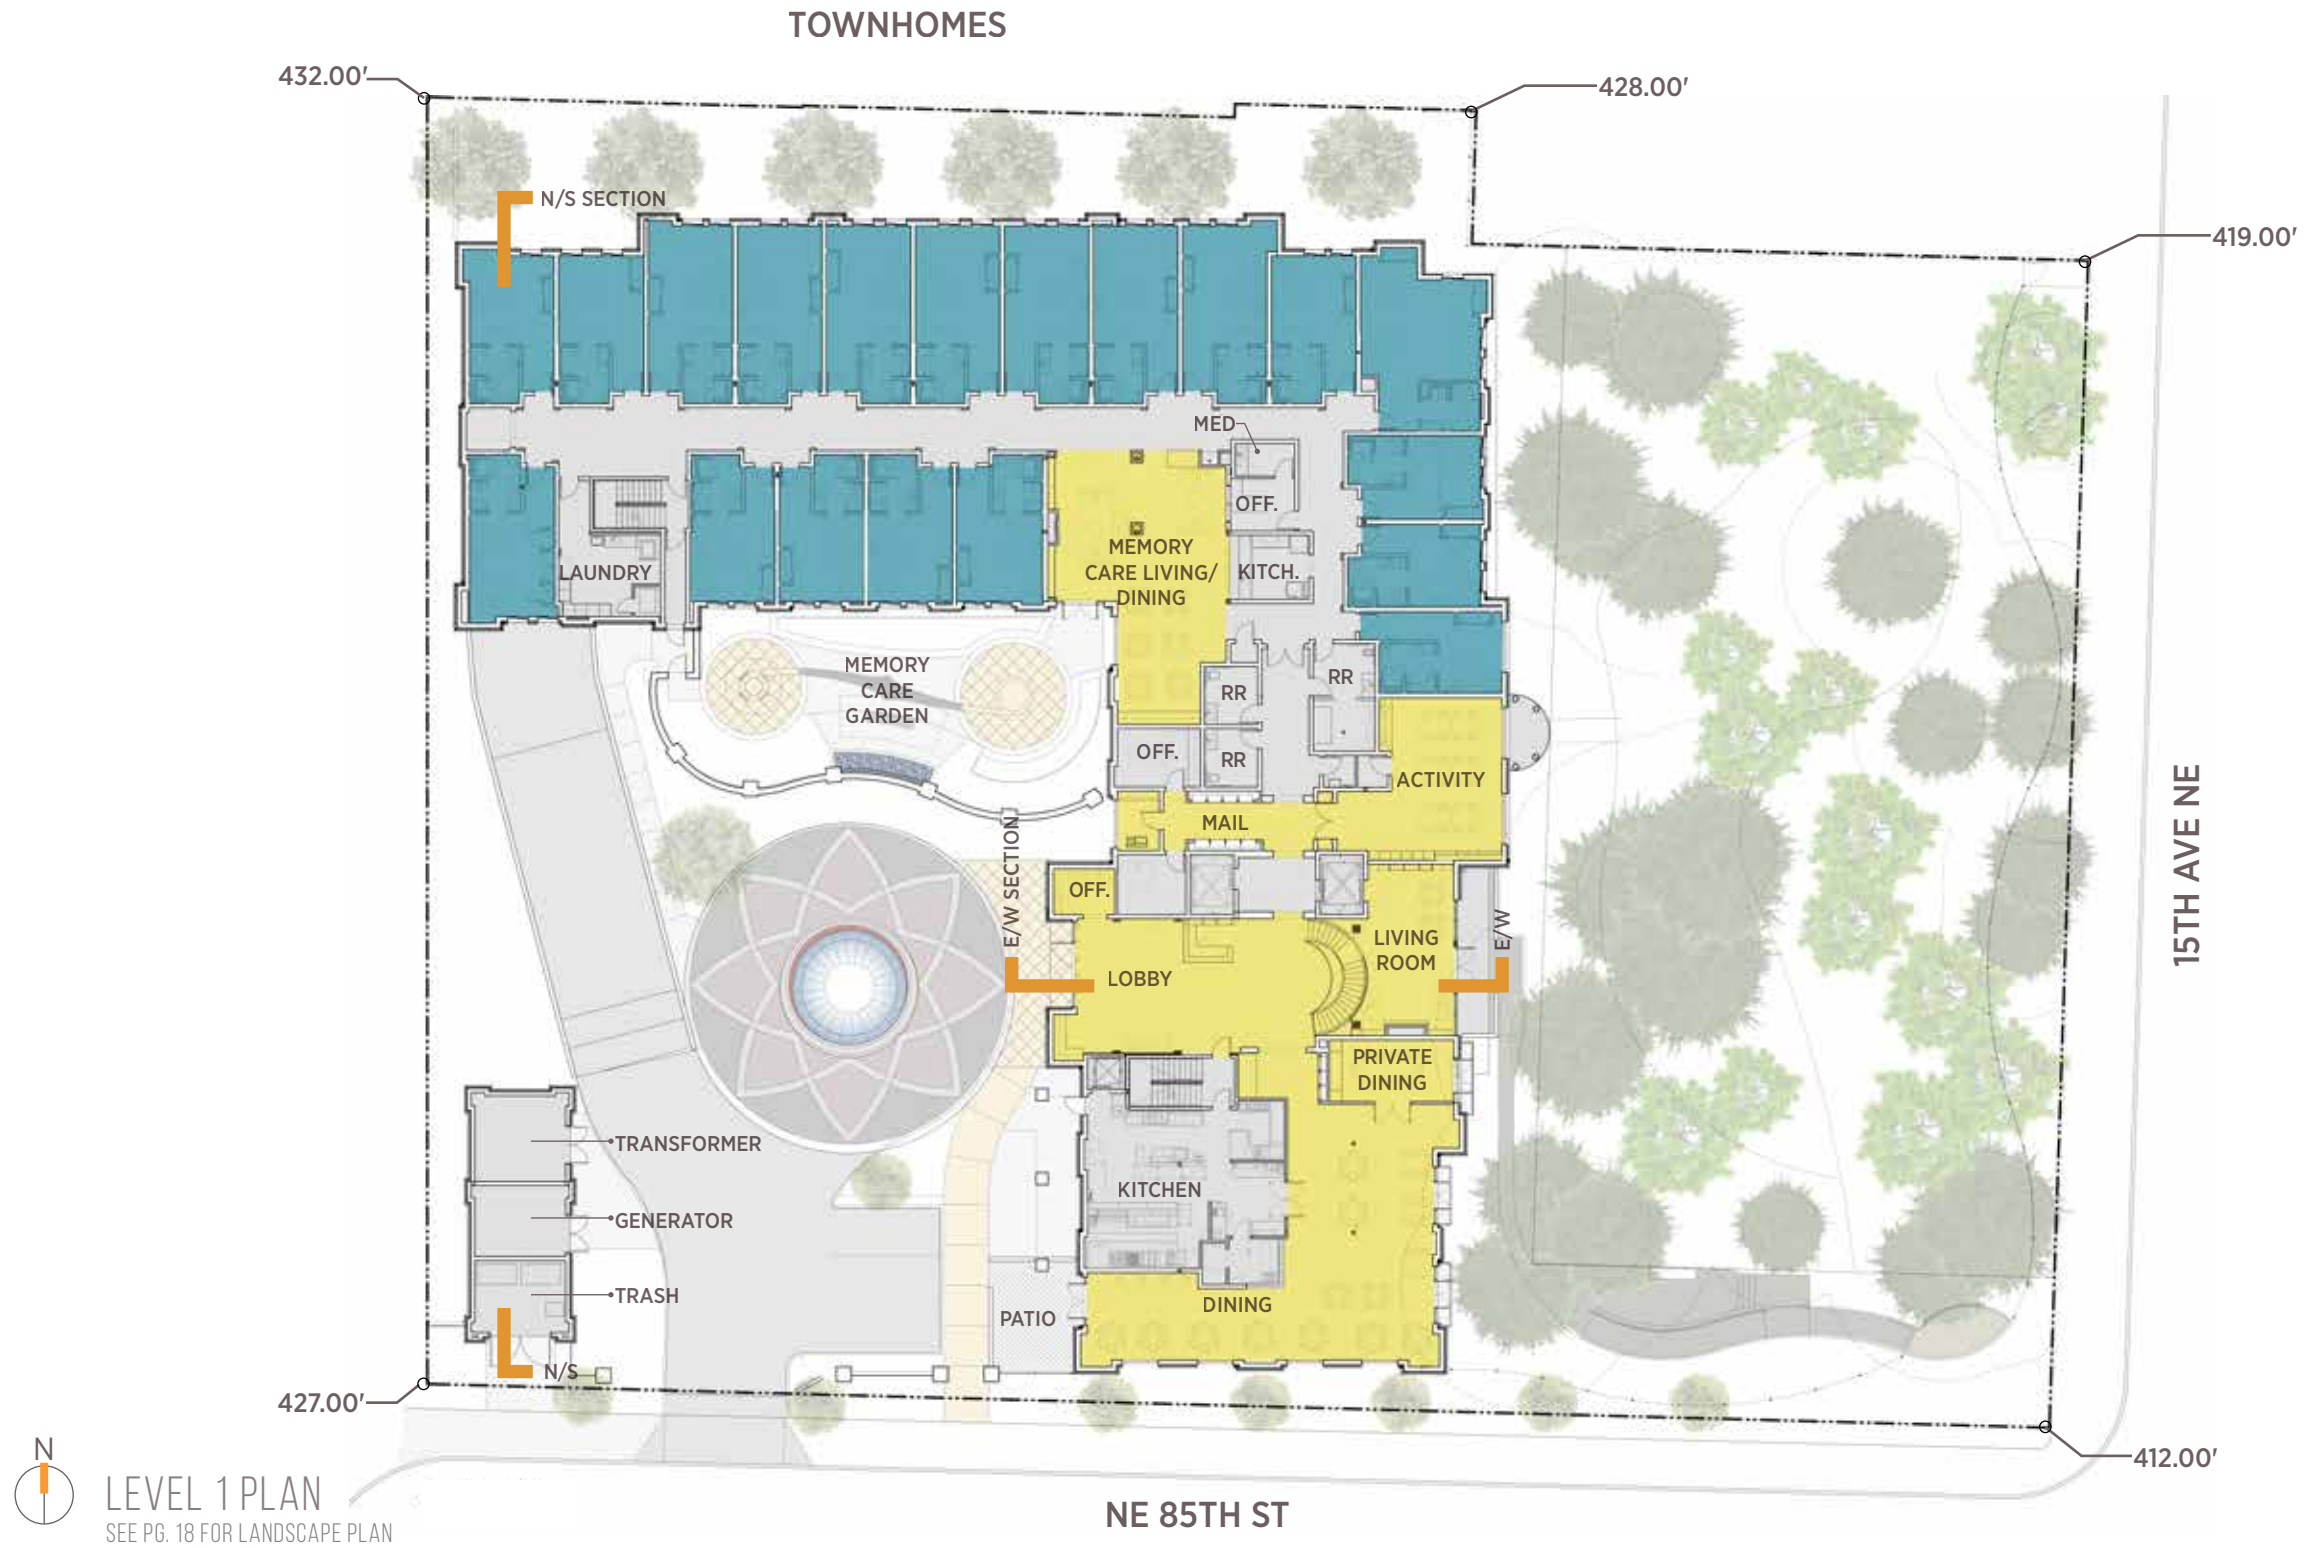 TOWNHOMES
432.00'
428.00'
N/S SECTION
419.00'
MED
OFF.
MEMORY
CARE LIVING/
DINING
KITCH.
LAUNDRY
MEMORY
CARE
GARDEN
RR
RR
OFF.
RR
ACTIVITY
MAIL
15TH AVE NE
E/W SECTION
OFF.
E/W
LIVING
ROOM
LOBBY
PRIVATE
DINING
TRANSFORMER
KITCHEN
GENERATOR
TRASH
DINING
PATIO
N/S
427.00'
412.00'
N
LEVEL 1 PLAN
SEE PG. 18 FOR LANDSCAPE PLAN
NE 85TH ST